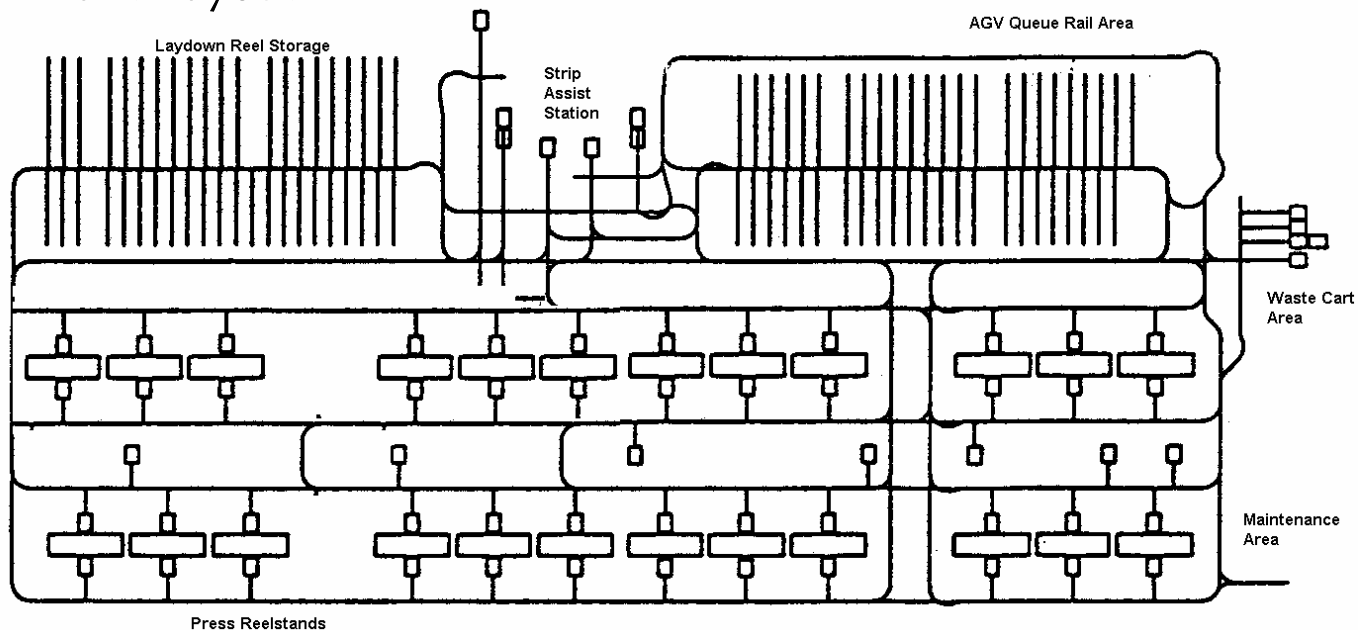 AGV Queue Rail Area
Laydown Reel Storage
Strip
Assist
Station
Waste Cart
Area
Maintenance
Area
Press Reelstands